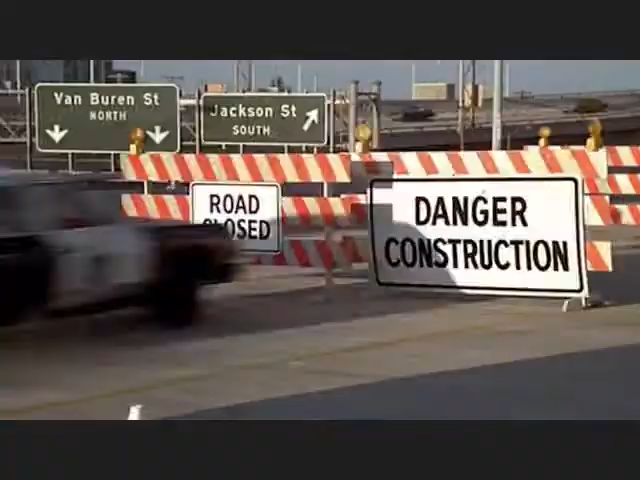 Van Buren St
NORTH
Jackson St
SOUTH
ROAD
CLOSED
DANGER
CONSTRUCTION